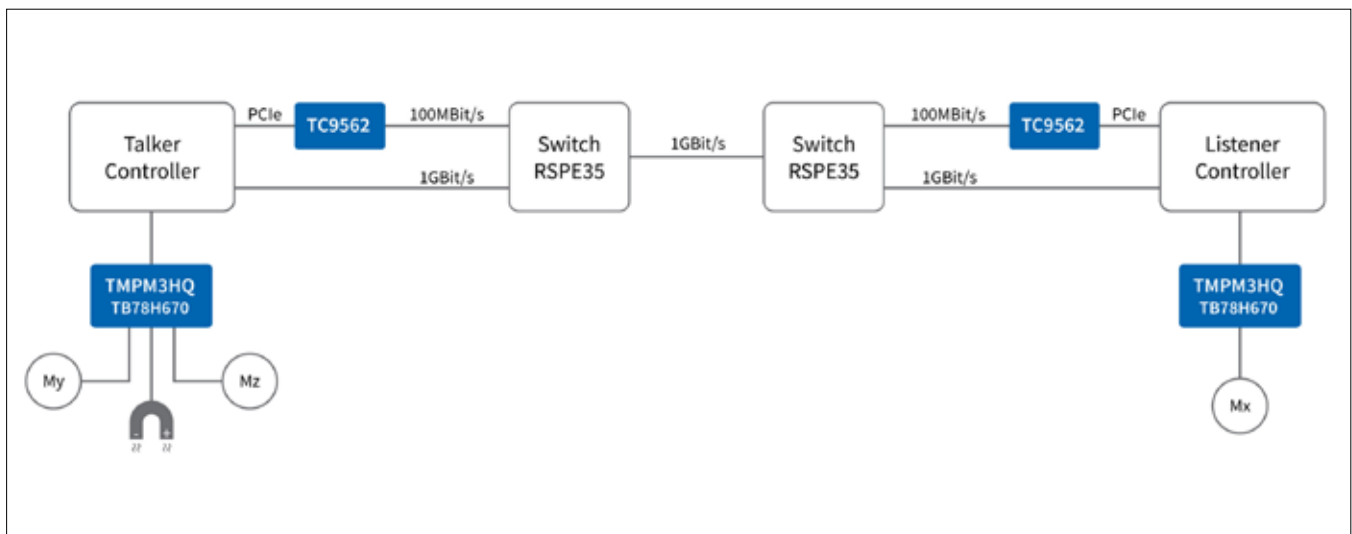 PCIe
TC9562
100MBit/s
Talker
Controller
1GBit/s
Switch
RSPE35
1GBit/s
Switch
RSPE35
100MBit/s
TC9562
PCIe
1GBit/s
Listener
Controller
TMPM3HQ
TB78H670
My
Mz
-
+
TMPM3HQ
TB78H670
Mx